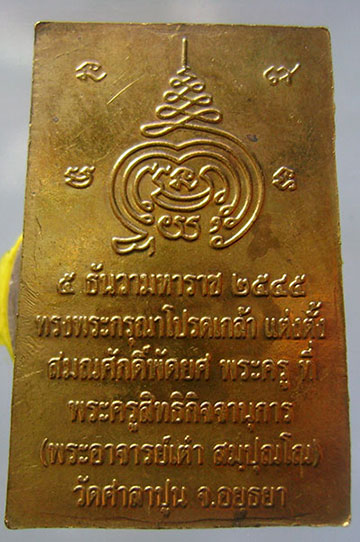 ๕ ธันวามหาราช ๒๕๔๕
ทรงพระกรุณาโปรดเกล้า แต่งตั้ง
สมณศักดิ์พัดยศ พระครู ที่
พระครูสิทธิกิจจานุการ
(พระอาจารย์เต๋า สมฺปุณฺโณ)
วัดศาลาปูน จ.อยุธยา